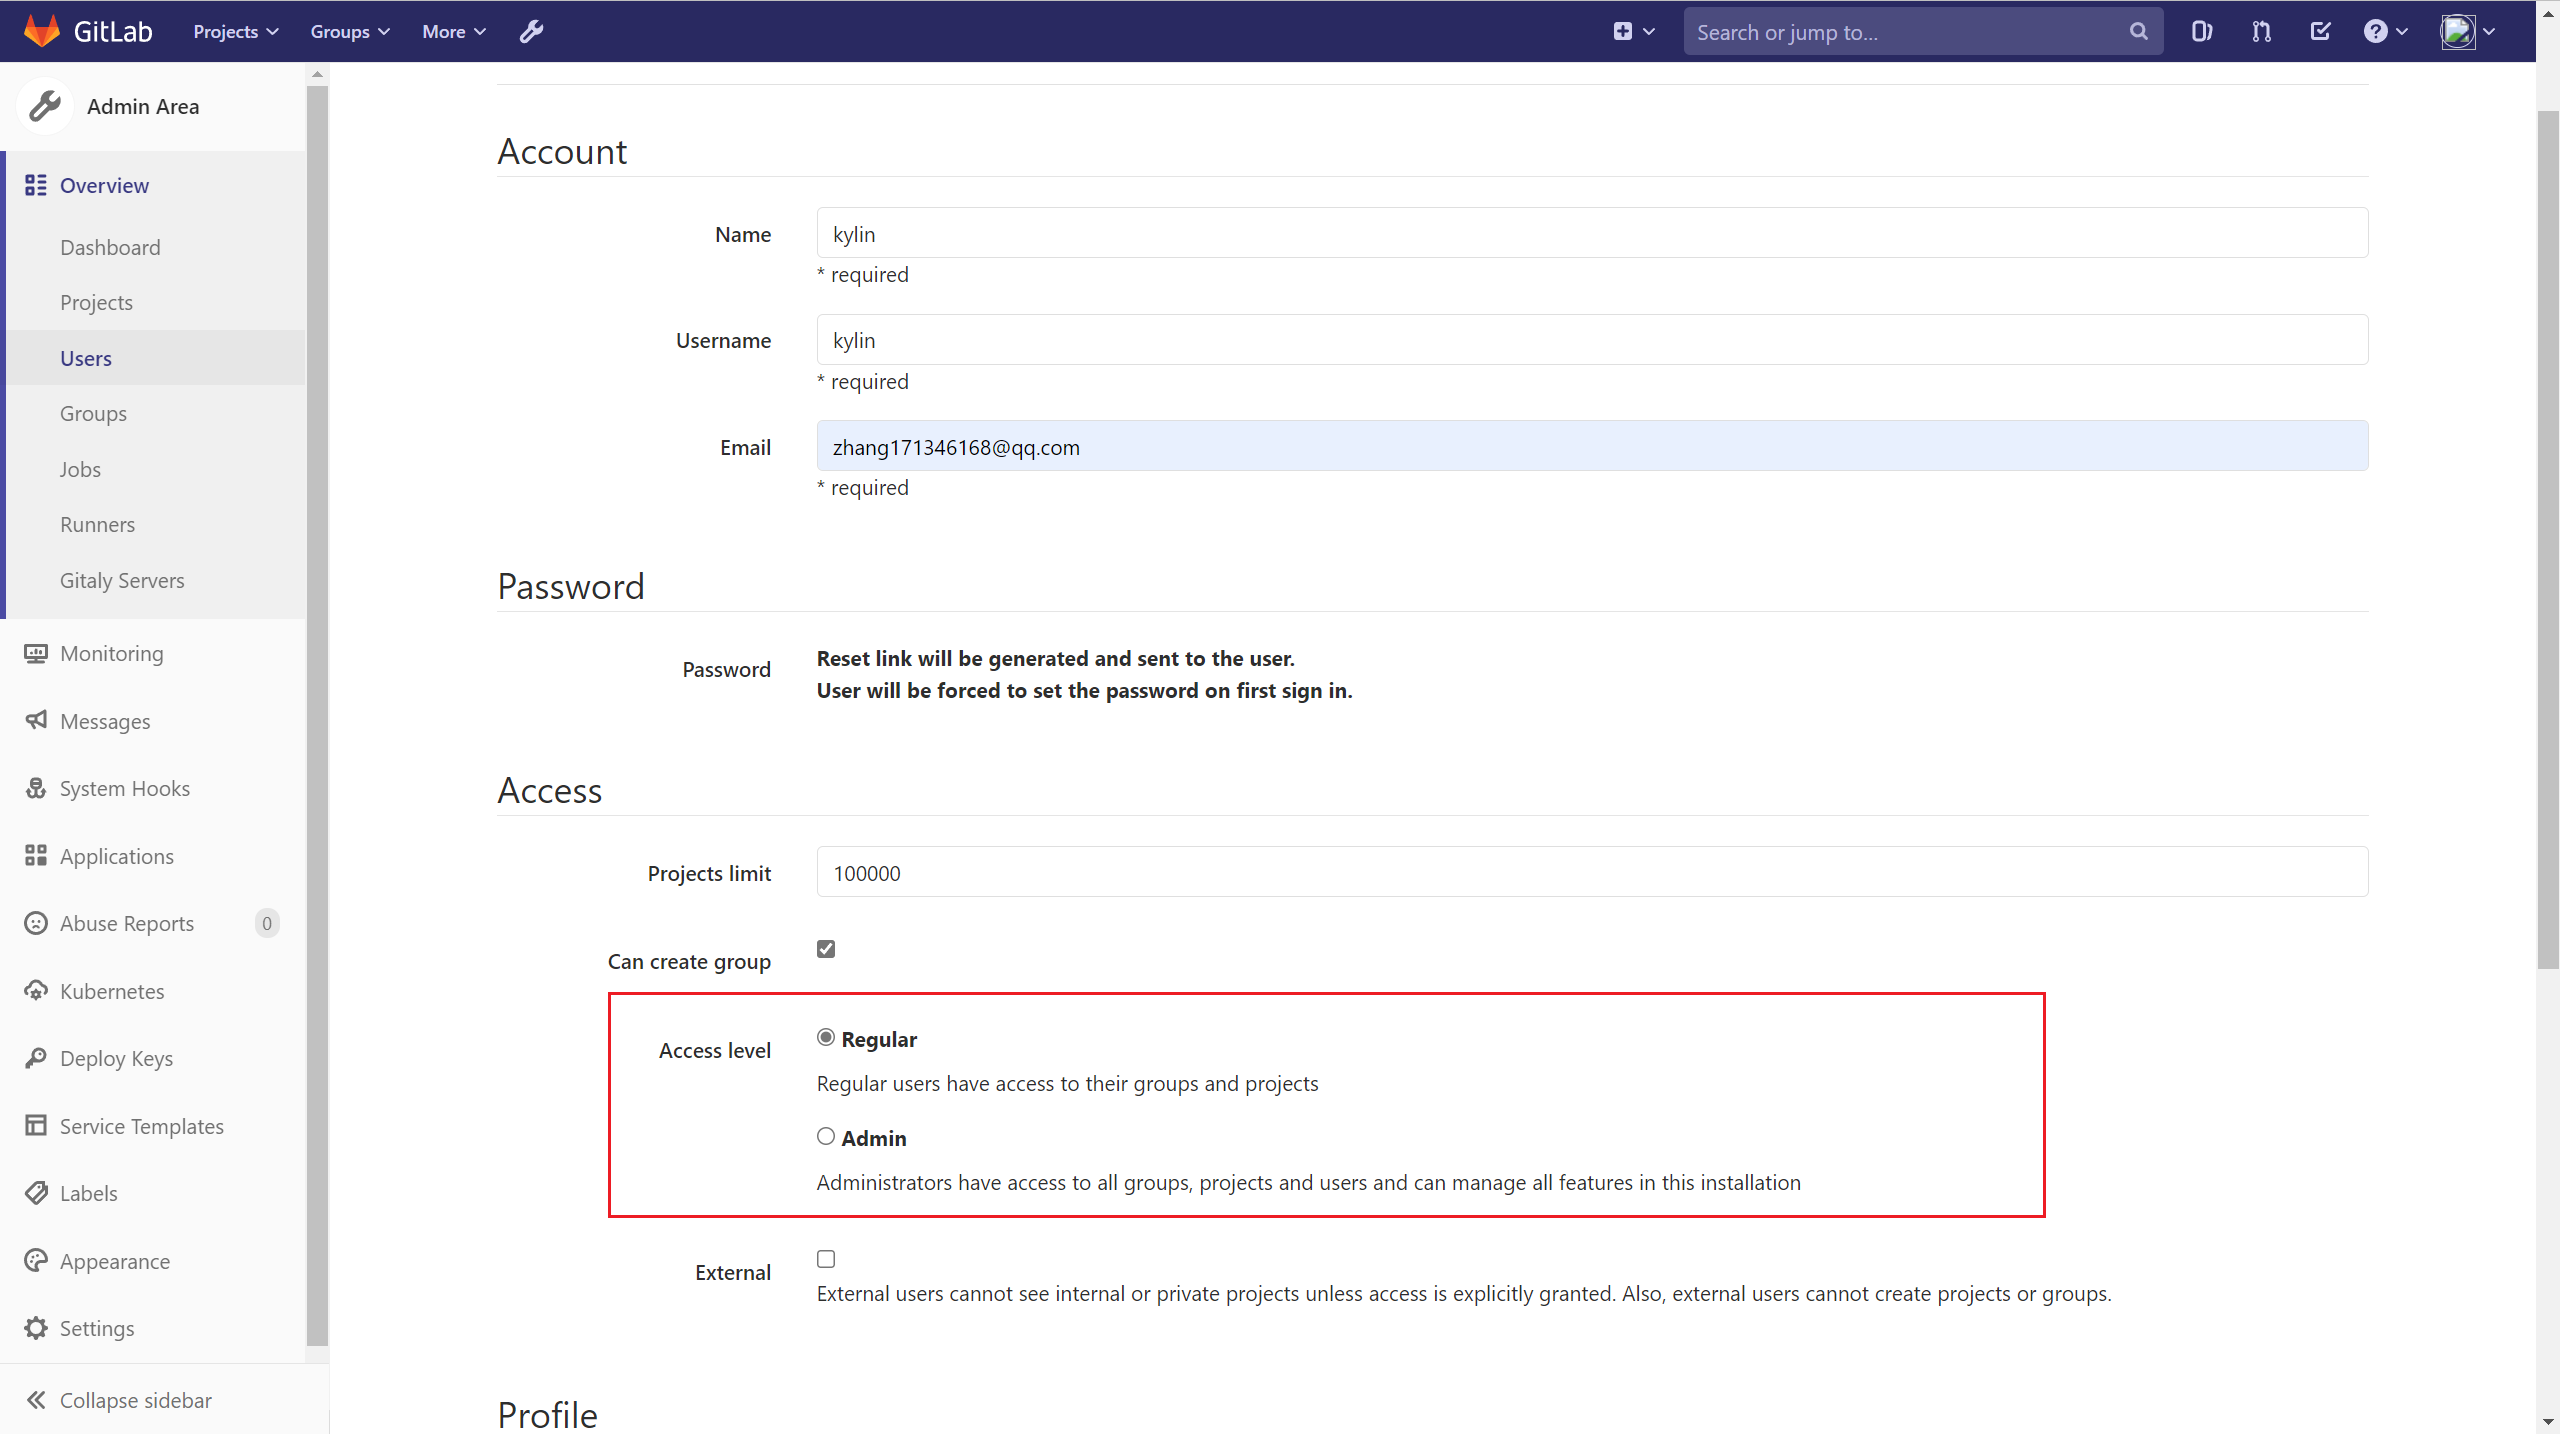 GitLab
Projects
Groups
More
Search or jump to...
Admin Area
Overview
Dashboard
Projects
Users
Groups
Jobs
Runners
Gitaly Servers
Monitoring
Messages
System Hooks
Applications
Abuse Reports 0
Kubernetes
Deploy Keys
Service Templates
Labels
Appearance
Settings
Collapse sidebar
Account
Name kylin
* required
Username kylin
* required
Email zhang171346168@qq.com
* required
Password
Password Reset link will be generated and sent to the user.
User will be forced to set the password on first sign in.
Access
Projects limit 100000
Can create group
Access level Regular
Regular users have access to their groups and projects
Admin
Administrators have access to all groups, projects and users and can manage all features in this installation
External
External users cannot see internal or private projects unless access is explicitly granted. Also, external users cannot create projects or groups.
Profile